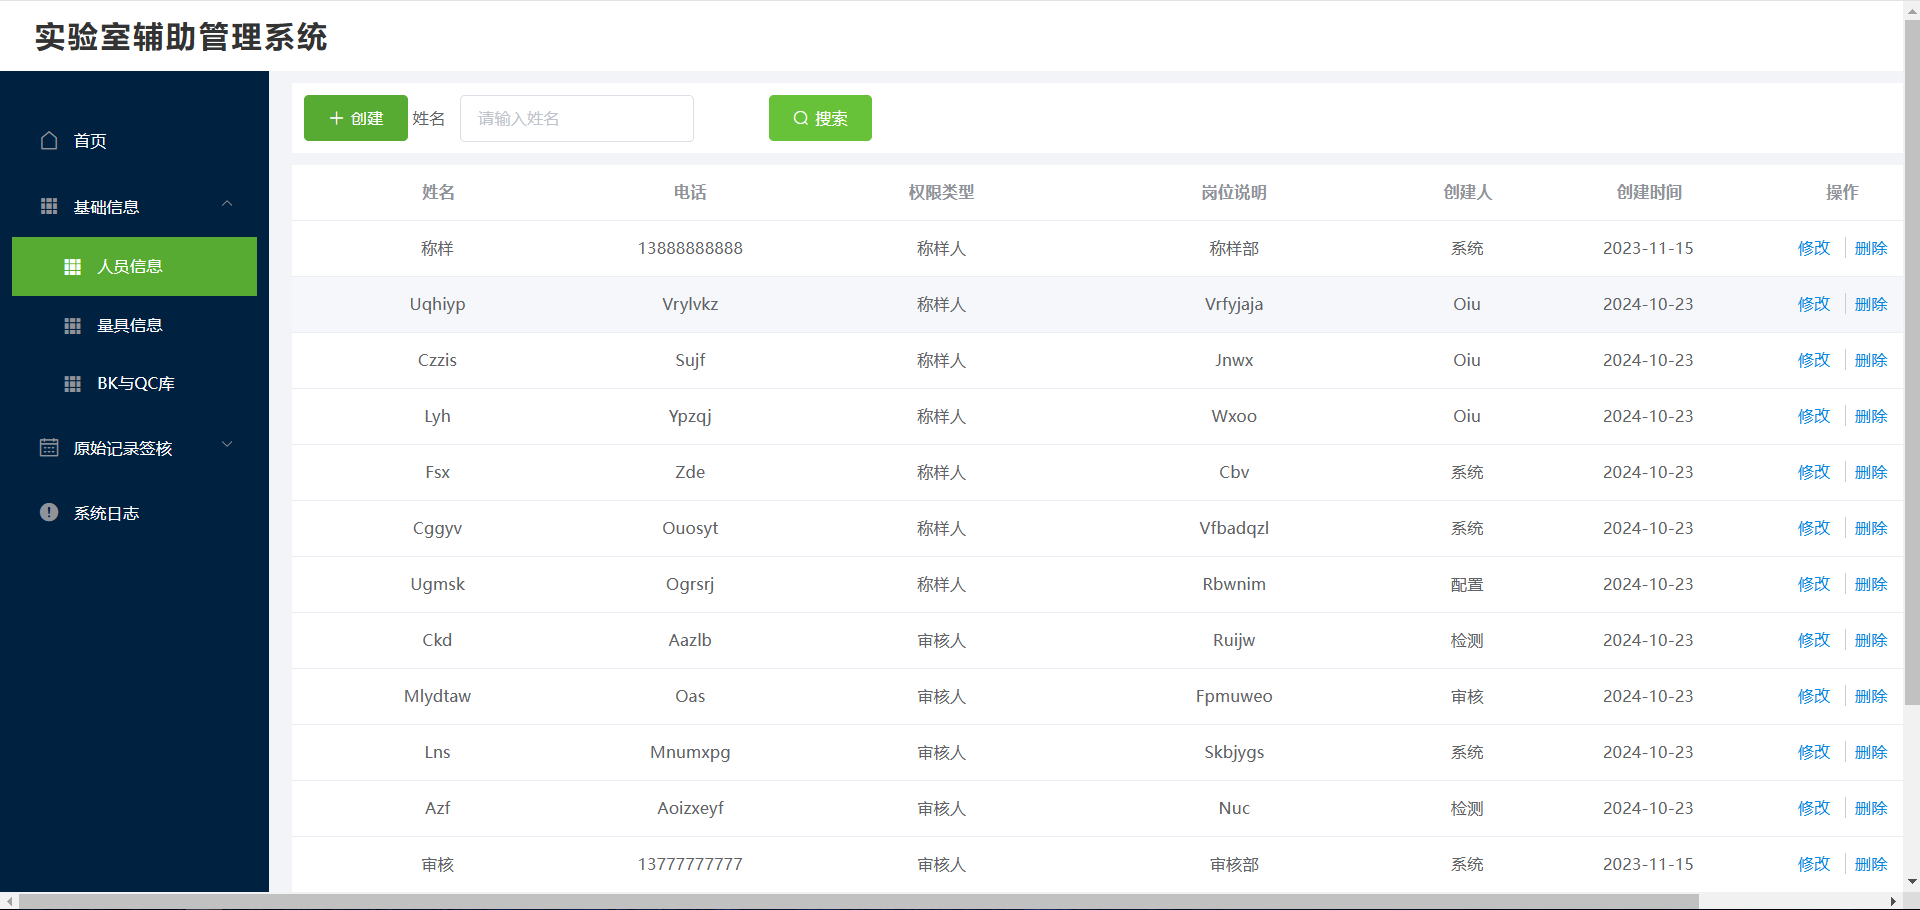 实验室辅助管理系统
首页
基础信息
人员信息
量具信息
BK与QC库
原始记录签核
系统日志
创建 姓名 请输入姓名 搜索
姓名 电话 权限类型 岗位说明 创建人 创建时间 操作
称样 13888888888 称样人 称样部 系统 2023-11-15 修改 删除
Uqhiyp Vrylvkz 称样人 Vrfyjaja Oiu 2024-10-23 修改 删除
Czzis Sujf 称样人 Jnwx Oiu 2024-10-23 修改 删除
Lyh Ypzqj 称样人 Wxoo Oiu 2024-10-23 修改 删除
Fsx Zde 称样人 Cbv 系统 2024-10-23 修改 删除
Cggyv Ouosyt 称样人 Vfbadqzl 系统 2024-10-23 修改 删除
Ugmsk Ogrsrj 称样人 Rbwnim 配置 2024-10-23 修改 删除
Ckd Aazlb 审核人 Ruijw 检测 2024-10-23 修改 删除
Mlydtaw Oas 审核人 Fpmuweo 审核 2024-10-23 修改 删除
Lns Mnumxpg 审核人 Skbjygs 系统 2024-10-23 修改 删除
Azf Aoizxeyf 审核人 Nuc 检测 2024-10-23 修改 删除
审核 13777777777 审核人 审核部 系统 2023-11-15 修改 删除